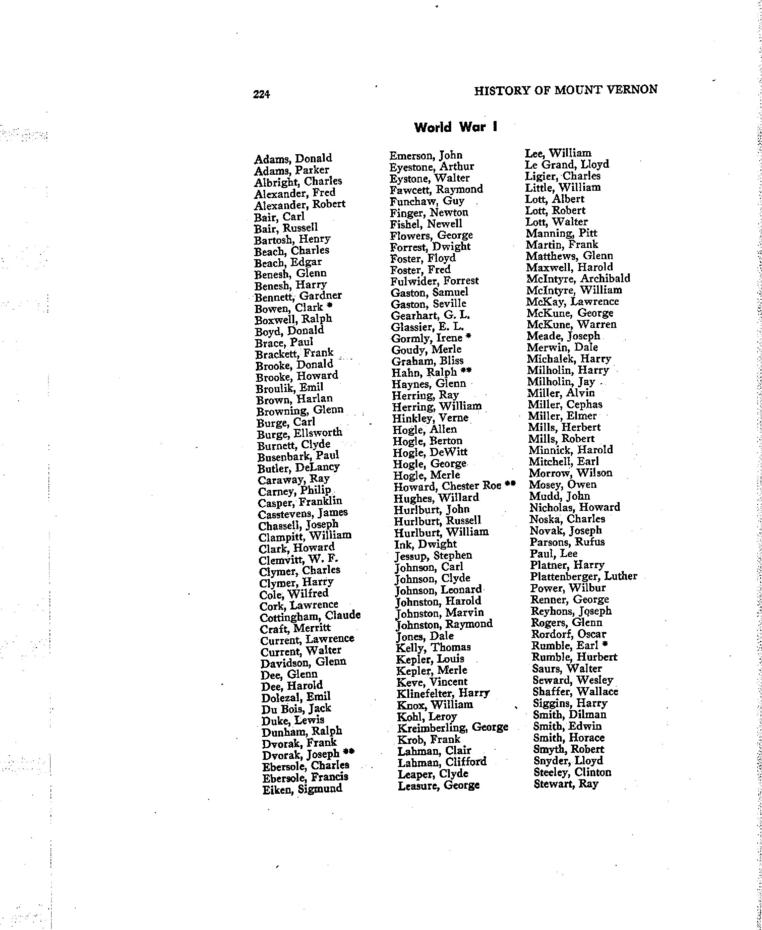 224
HISTORY OF MOUNT VERNON
World War I
Adams, Donald
Adams, Parker
Albright, Charles
Alexander, Fred
Alexander, Robert
Bair, Carl
Bair, Russell
Bartosh, Henry
Beach, Charles
Beach, Edgar
Benesh, Glenn
Benesh, Harry
Bennett, Gardner
Bowen, Clark *
Boxwell, Ralph
Boyd, Donald
Brace, Paul
Brackett, Frank
Brooke, Donald
Brooke, Howard
Broulik, Emil
Brown, Harlan
Browning, Glenn
Burge, Carl
Burge, Ellsworth
Burnett, Clyde
Busenbark, Paul
Butler, DeLancy
Caraway, Ray
Carney, Philip
Casper, Franklin
Casstevens, James
Chassell, Joseph
Clampitt, William
Clark, Howard
Clemvitt, W. F.
Clymer, Charles
Clymer, Harry
Cole, Wilfred
Cork, Lawrence
Cottingham, Claude
Craft, Merritt
Current, Lawrence
Current, Walter
Davidson, Glenn
Dee, Glenn
Dee, Harold
Dolezal, Emil
Du Bois, Jack
Duke, Lewis
Dunham, Ralph
Dvorak, Frank
Dvorak, Joseph **
Ebersole, Charles
Ebersole, Francis
Eiken, Sigmund
Emerson, John
Eyestone, Arthur
Eystone, Walter
Fawcett, Raymond
Funchaw, Guy
Finger, Newton
Fishel, Newell
Flowers, George
Forrest, Dwight
Foster, Floyd
Foster, Fred
Fulwider, Forrest
Gaston, Samuel
Gaston, Seville
Gearhart, G. L.
Glassier, E. L.
Gormly, Irene *
Goudy, Merle
Graham, Bliss
Hahn, Ralph **
Haynes, Glenn
Herring, Ray
Herring, William
Hinkley, Verne
Hogle, Allen
Hogle, Berton
Hogle, DeWitt
Hogle, George
Hogle, Merle
Howard, Chester Roe **
Hughes, Willard
Hurlburt, John
Hurlburt, Russell
Hurlburt, William
Ink, Dwight
Jessup, Stephen
Johnson, Carl
Johnson, Clyde
Johnson, Leonard
Johnston, Harold
Johnston, Marvin
Johnston, Raymond
Jones, Dale
Kelly, Thomas
Kepler, Louis
Kepler, Merle
Keve, Vincent
Klinefelter, Harry
Knox, William
Kohl, Leroy
Kreimberling, George
Krob, Frank
Lahman, Clair
Lahman, Clifford
Leaper, Clyde
Leasure, George
Lee, William
Le Grand, Lloyd
Ligier, Charles
Little, William
Lott, Albert
Lott, Robert
Lott, Walter
Manning, Pitt
Martin, Frank
Matthews, Glenn
Maxwell, Harold
McIntyre, Archibald
McIntyre, William
McKay, Lawrence
McKune, George
McKune, Warren
Meade, Joseph
Merwin, Dale
Michalek, Harry
Milholin, Harry
Milholin, Jay
Miller, Alvin
Miller, Cephas
Miller, Elmer
Mills, Herbert
Mills, Robert
Minnick, Harold
Mitchell, Earl
Morrow, Wilson
Mosey, Owen
Mudd, John
Nicholas, Howard
Noska, Charles
Novak, Joseph
Parsons, Rufus
Paul, Lee
Platner, Harry
Plattenberger, Luther
Power, Wilbur
Renner, George
Reyhons, Joseph
Rogers, Glenn
Rordorf, Oscar
Rumble, Earl *
Rumble, Hurbert
Saurs, Walter
Seward, Wesley
Shaffer, Wallace
Siggins, Harry
Smith, Dilman
Smith, Edwin
Smith, Horace
Smyth, Robert
Snyder, Lloyd
Steeley, Clinton
Stewart, Ray